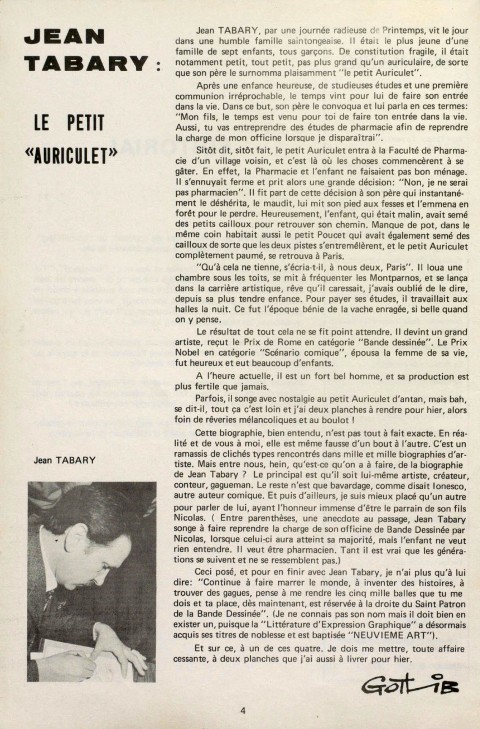 JEAN
TABARY :
LE PETIT
«AURICULET»
Jean TABARY, par une journée radieuse de Printemps, vit le jour
dans une humble famille saintongeaise. Il était le plus jeune d'une
famille de sept enfants, tous garçons. De constitution fragile, il était
notamment petit, tout petit, pas plus grand qu'un auriculaire, de sorte
que son père le surnomma plaisamment "le petit Auriculet".
Après une enfance heureuse, de studieuses études et une première
communion irréprochable, le temps vint pour lui de faire son entrée
dans la vie. Dans ce but, son père le convoqua et lui parla en ces termes:
"Mon fils, le temps est venu pour toi de faire ton entrée dans la vie.
Aussi, tu vas entreprendre des études de pharmacie afin de reprendre
la charge de mon officine lorsque je disparaîtrai".
Sitôt dit, sitôt fait, le petit Auriculet entra à la Faculté de Pharma-
cie d'un village voisin, et c'est là où les choses commencèrent à se
gâter. En effet, la Pharmacie et l'enfant ne faisaient pas bon ménage.
Il s'ennuyait ferme et prit alors une grande décision: "Non, je ne serai
pas pharmacien". Il fit part de cette décision à son père qui instantané-
ment le déshérita, le maudit, lui mit son pied aux fesses et l'emmena en
forêt pour le perdre. Heureusement, l'enfant, qui était malin, avait semé
des petits cailloux pour retrouver son chemin. Manque de pot, dans le
même coin habitait aussi le petit Poucet qui avait également semé des
cailloux de sorte que les deux pistes s'entremêlèrent, et le petit Auriculet
complètement paumé, se retrouva à Paris.
"Qu'à cela ne tienne, s'écria-t-il, à nous deux, Paris". Il loua une
chambre sous les toits, se mit à fréquenter les Montparnos, et se lança
dans la carrière artistique, rêve qu'il caressait, j'avais oublié de le dire,
depuis sa plus tendre enfance. Pour payer ses études, il travaillait aux
halles la nuit. Ce fut l'époque bénie de la vache enragée, si belle quand
on y pense.
Le résultat de tout cela ne se fit point attendre. Il devint un grand
artiste, reçut le Prix de Rome en catégorie "Bande dessinée". Le Prix
Nobel en catégorie "Scénario comique", épousa la femme de sa vie,
fut heureux et eut beaucoup d'enfants.
A l'heure actuelle, il est un fort bel homme, et sa production est
plus fertile que jamais.
Parfois, il songe avec nostalgie au petit Auriculet d'antan, mais bah,
se dit-il, tout ça c'est loin et j'ai deux planches à rendre pour hier, alors
foin de rêveries mélancoliques et au boulot !
Cette biographie, bien entendu, n'est pas tout à fait exacte. En réa-
lité et de vous à moi, elle est même fausse d'un bout à l'autre. C'est un
ramassis de clichés types rencontrés dans mille et mille biographies d'ar-
tiste. Mais entre nous, hein, qu'est-ce qu'on a à faire, de la biographie
de Jean Tabary ? Le principal est qu'il soit lui-même artiste, créateur,
conteur, gagueman. Le reste n'est que bavardage, comme disait Ionesco,
autre auteur comique. Et puis d'ailleurs, je suis mieux placé qu'un autre
pour parler de lui, ayant l'honneur immense d'être le parrain de son fils
Nicolas. ( Entre parenthèses, une anecdote au passage, Jean Tabary
songe à faire reprendre la charge de son officine de Bande Dessinée par
Nicolas, lorsque celui-ci aura atteint sa majorité, mais l'enfant ne veut
rien entendre. Il veut être pharmacien. Tant il est vrai que les généra-
tions se suivent et ne se ressemblent pas.)
Ceci posé, et pour en finir avec Jean Tabary, je n'ai plus qu'à lui
dire: "Continue à faire marrer le monde, à inventer des histoires, à
trouver des gagues, pense à me rendre les cinq mille balles que tu me
dois et ta place, dès maintenant, est réservée à la droite du Saint Patron
de la Bande Dessinée". (Je ne connais pas son nom mais il doit bien en
exister un, puisque la "Littérature d'Expression Graphique" a désormais
acquis ses titres de noblesse et est baptisée "NEUVIEME ART").
Et sur ce, à un de ces quatre. Je dois me mettre, toute affaire
cessante, à deux planches que j'ai aussi à livrer pour hier.
GOTLIB
Jean TABARY
4